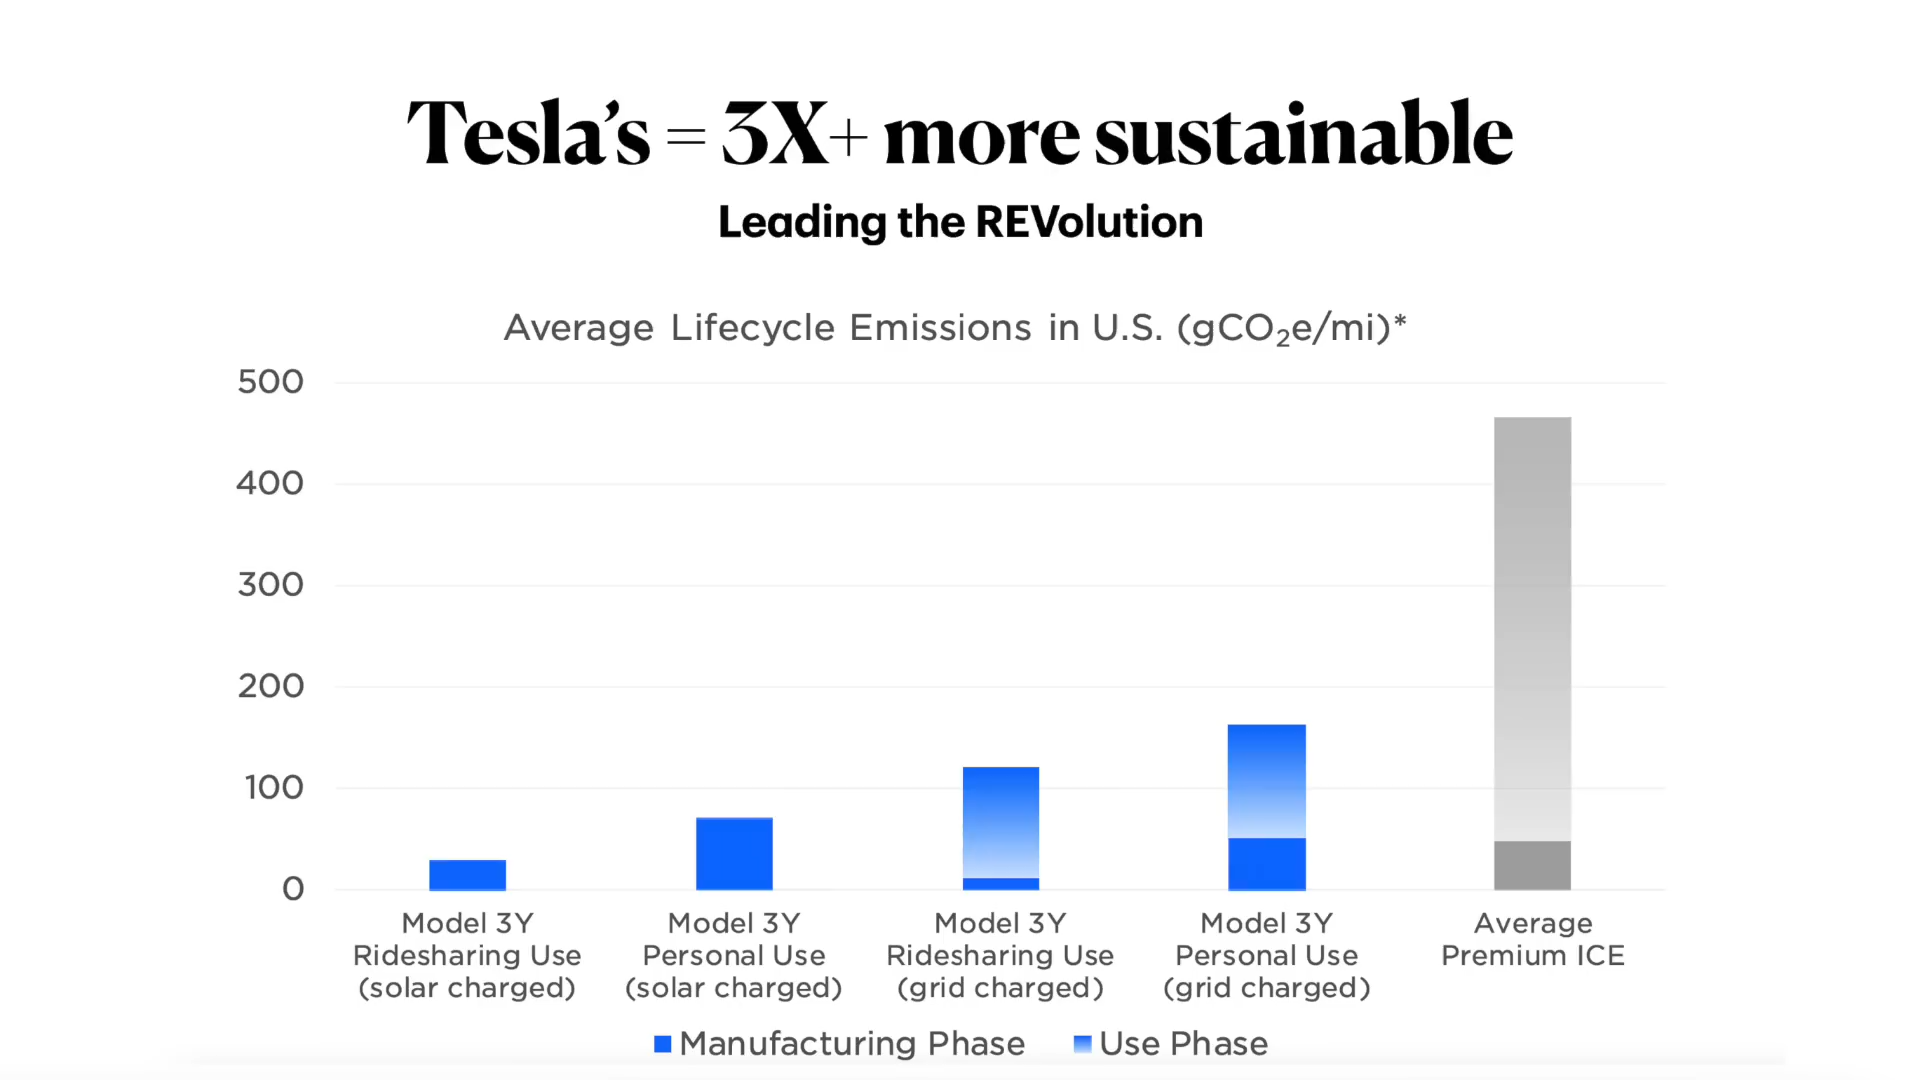 Tesla’s = 3X+ more sustainable
Leading the REVolution
Average Lifecycle Emissions in U.S. (gCO₂e/mi)*
500
400
300
200
100
0
Model 3Y
Ridesharing Use
(solar charged)
Model 3Y
Personal Use
(solar charged)
Model 3Y
Ridesharing Use
(grid charged)
Model 3Y
Personal Use
(grid charged)
Average
Premium ICE
Manufacturing Phase
Use Phase